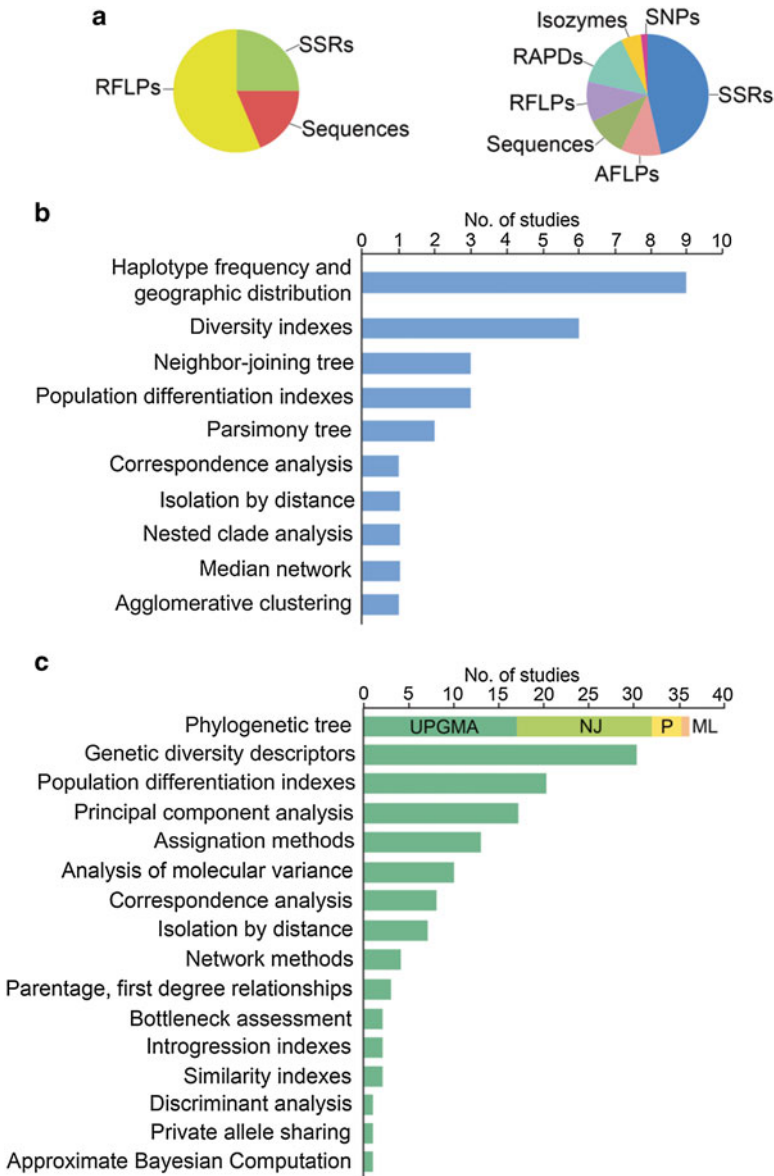 a
SSRs
RFLPs
Sequences
Isozymes
SNPs
RAPDs
SSRs
RFLPs
Sequences
AFLPs
b
No. of studies
0 1 2 3 4 5 6 7 8 9 10
Haplotype frequency and
geographic distribution
Diversity indexes
Neighbor-joining tree
Population differentiation indexes
Parsimony tree
Correspondence analysis
Isolation by distance
Nested clade analysis
Median network
Agglomerative clustering
c
No. of studies
0 5 10 15 20 25 30 35 40
Phylogenetic tree UPGMA NJ P ML
Genetic diversity descriptors
Population differentiation indexes
Principal component analysis
Assignation methods
Analysis of molecular variance
Correspondence analysis
Isolation by distance
Network methods
Parentage, first degree relationships
Bottleneck assessment
Introgression indexes
Similarity indexes
Discriminant analysis
Private allele sharing
Approximate Bayesian Computation